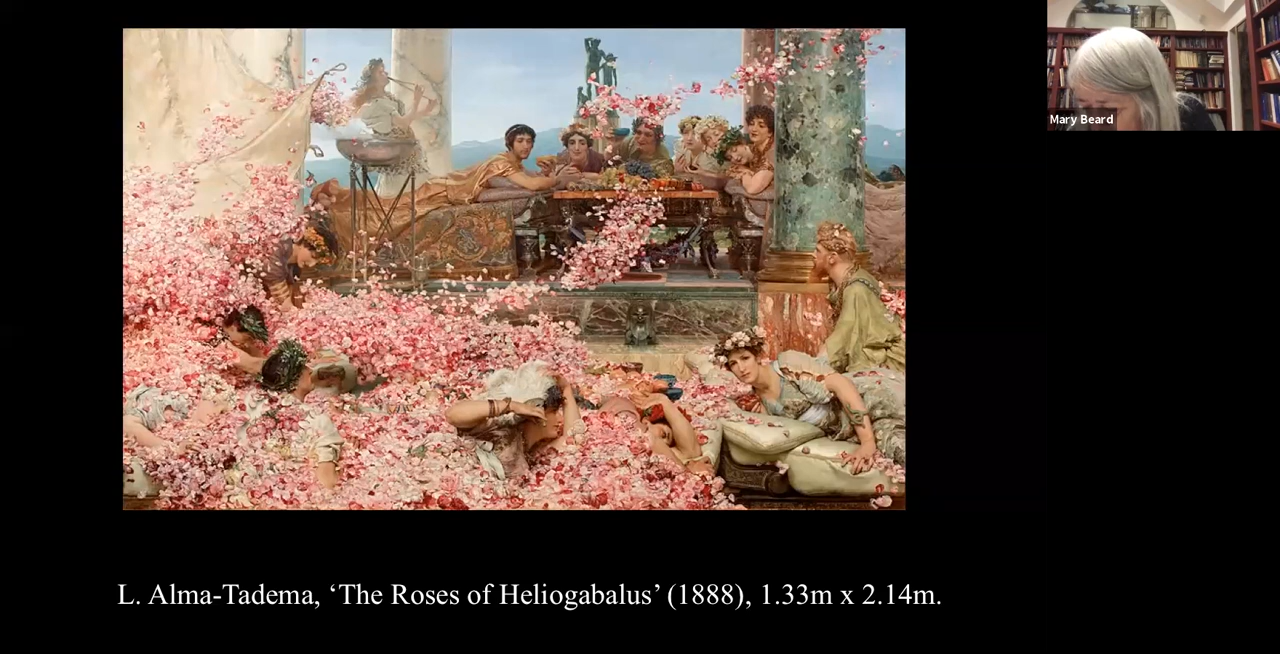 Mary Beard
L. Alma-Tadema, ‘The Roses of Heliogabalus’ (1888), 1.33m x 2.14m.